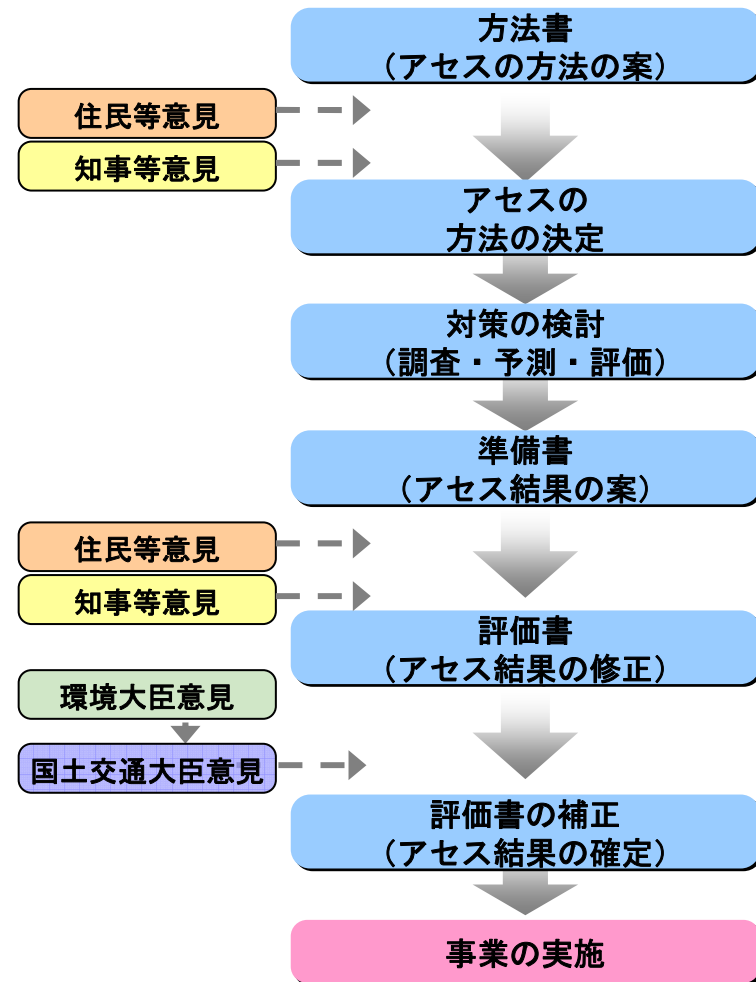 方法書
（アセスの方法の案）
住民等意見
知事等意見
アセスの
方法の決定
対策の検討
（調査・予測・評価）
準備書
（アセス結果の案）
住民等意見
知事等意見
評価書
（アセス結果の修正）
環境大臣意見
国土交通大臣意見
評価書の補正
（アセス結果の確定）
事業の実施